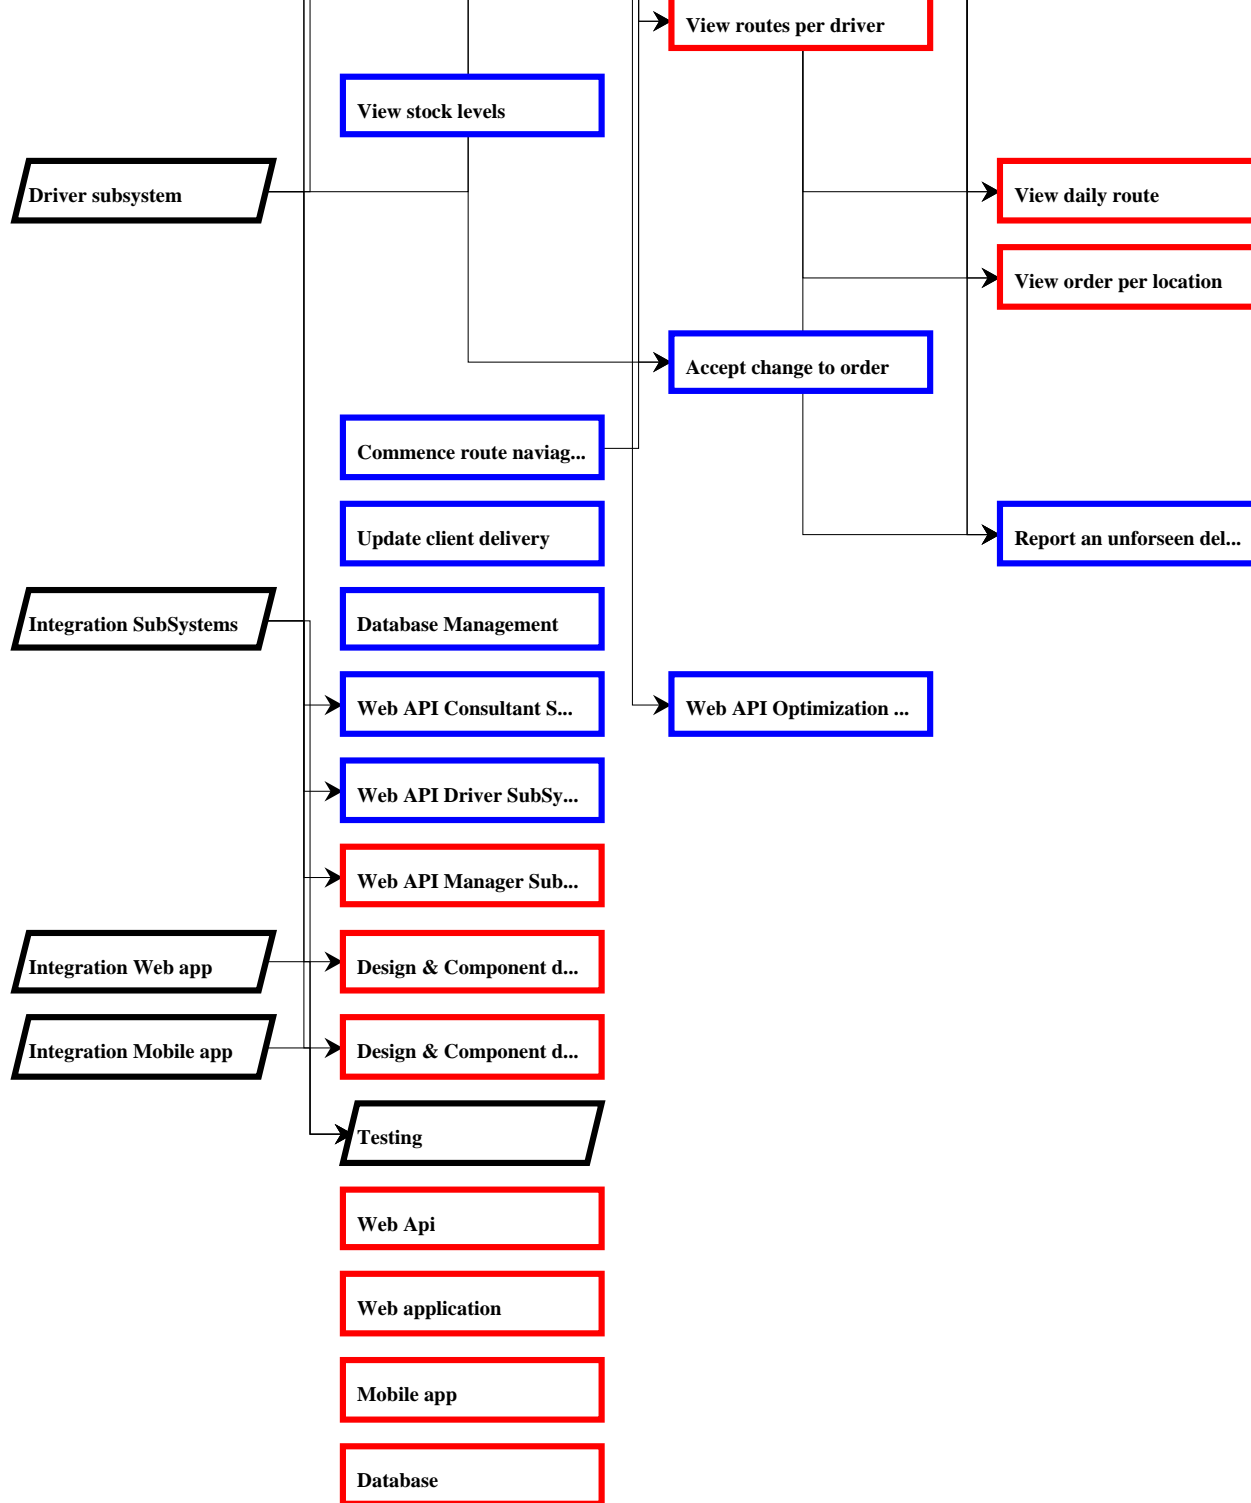 View routes per driver
View stock levels
Driver subsystem
View daily route
View order per location
Accept change to order
Commence route naviag...
Update client delivery
Report an unforseen del...
Integration SubSystems
Database Management
Web API Consultant S...
Web API Optimization ...
Web API Driver SubSy...
Web API Manager Sub...
Integration Web app
Design & Component d...
Integration Mobile app
Design & Component d...
Testing
Web Api
Web application
Mobile app
Database